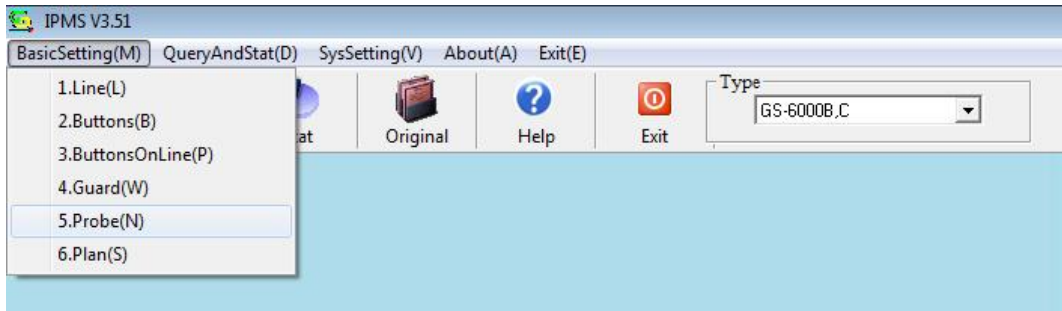 IPMS V3.51
BasicSetting(M) QueryAndStat(D) SysSetting(V) About(A) Exit(E)
1.Line(L)
2.Buttons(B)
3.ButtonsOnLine(P)
4.Guard(W)
5.Probe(N)
6.Plan(S)
at Original Help Exit
Type
GS-6000B,C